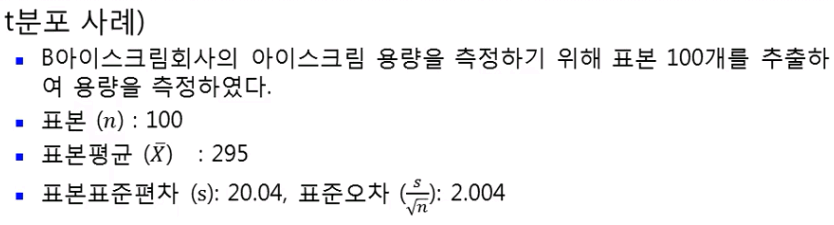 t분포 사례)
▪ B아이스크림회사의 아이스크림 용량을 측정하기 위해 표본 100개를 추출하
여 용량을 측정하였다.
▪ 표본 (n) : 100
▪ 표본평균 (X̄) : 295
▪ 표본표준편차 (s): 20.04, 표준오차 (s/√n): 2.004